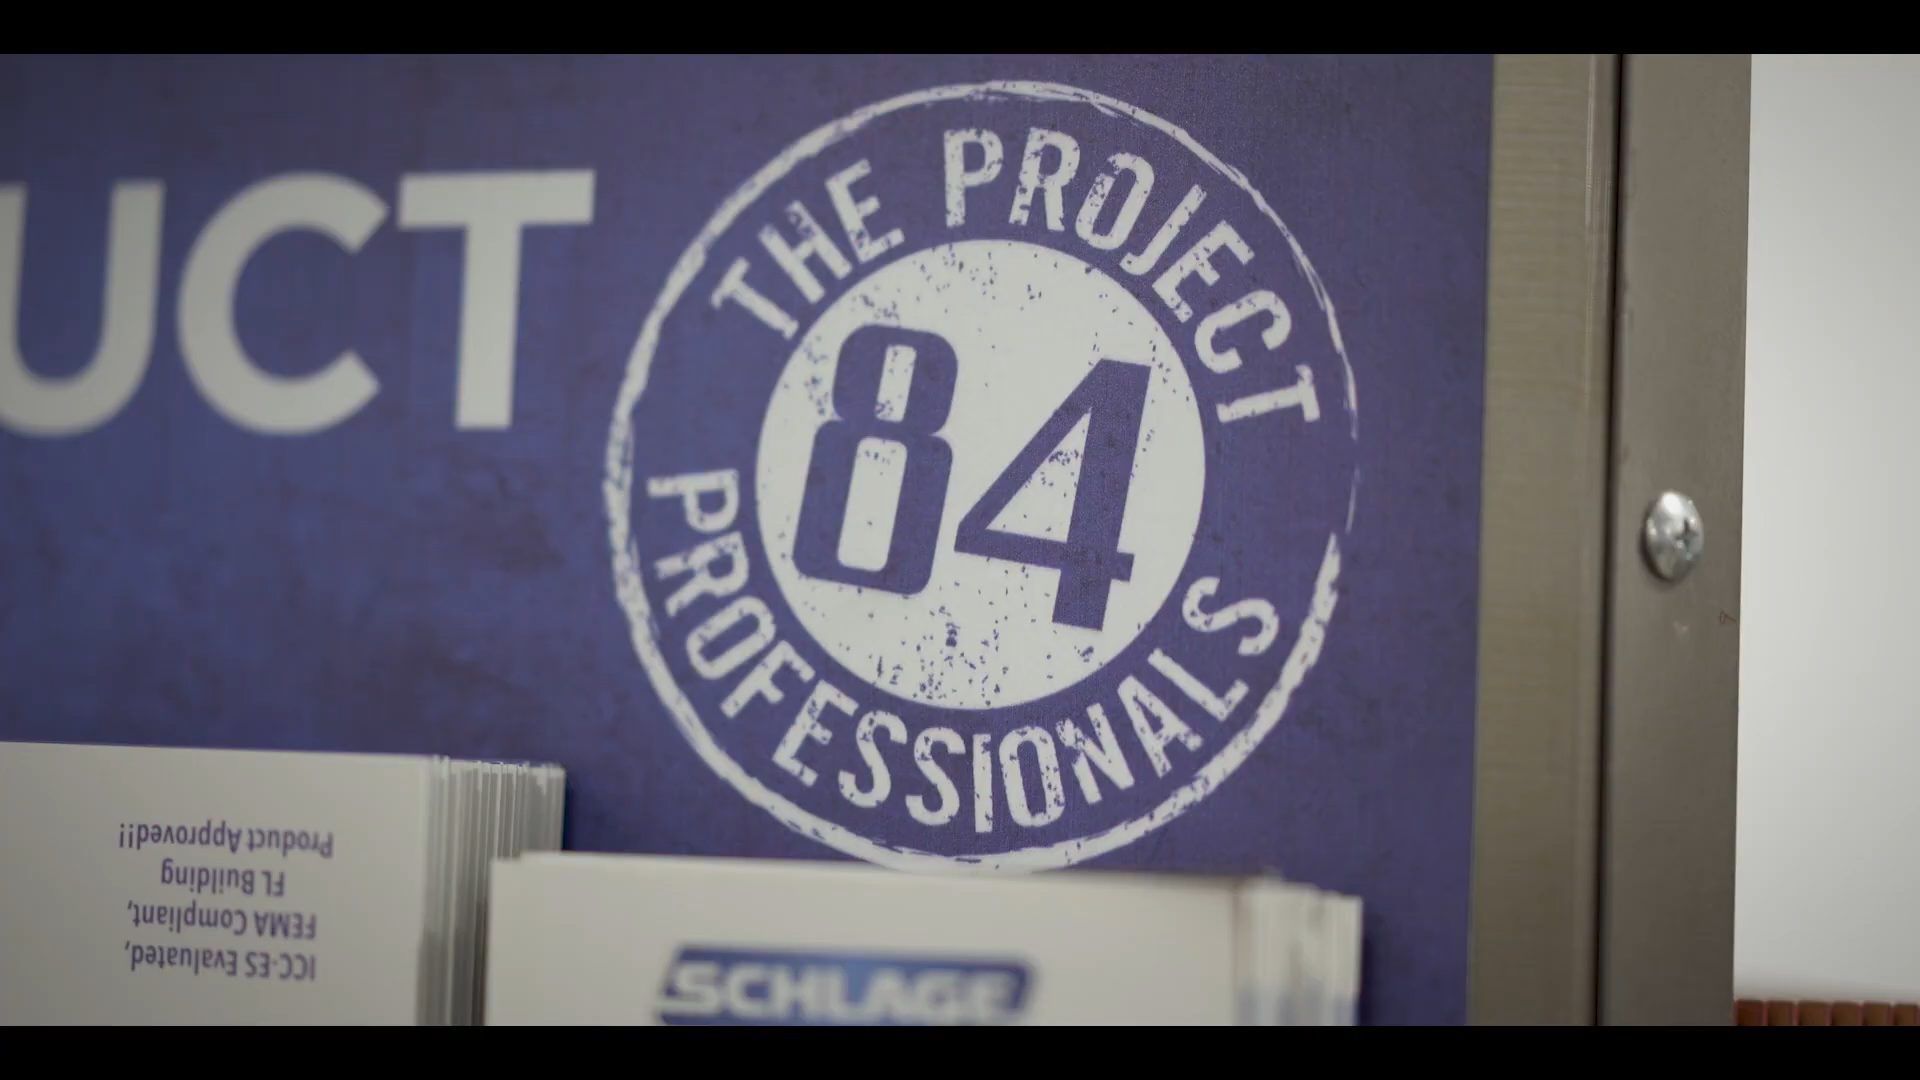 UCT
THE PROJECT
84
PROFESSIONALS
ICC-ES Evaluated,
FEMA Compliant,
FL Building
Product Approved!!
SCHLAGE